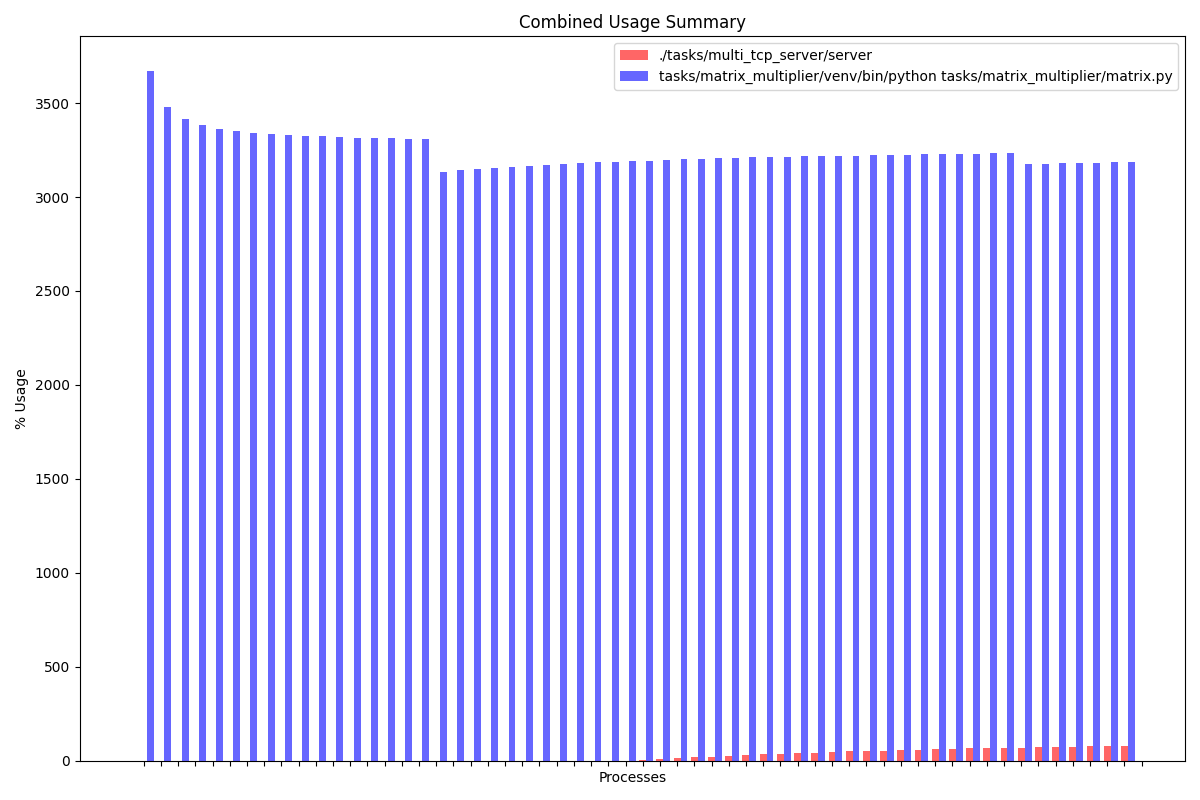 Combined Usage Summary
./tasks/multi_tcp_server/server
tasks/matrix_multiplier/venv/bin/python tasks/matrix_multiplier/matrix.py
3500
3000
2500
2000
1500
1000
500
0
% Usage
Processes